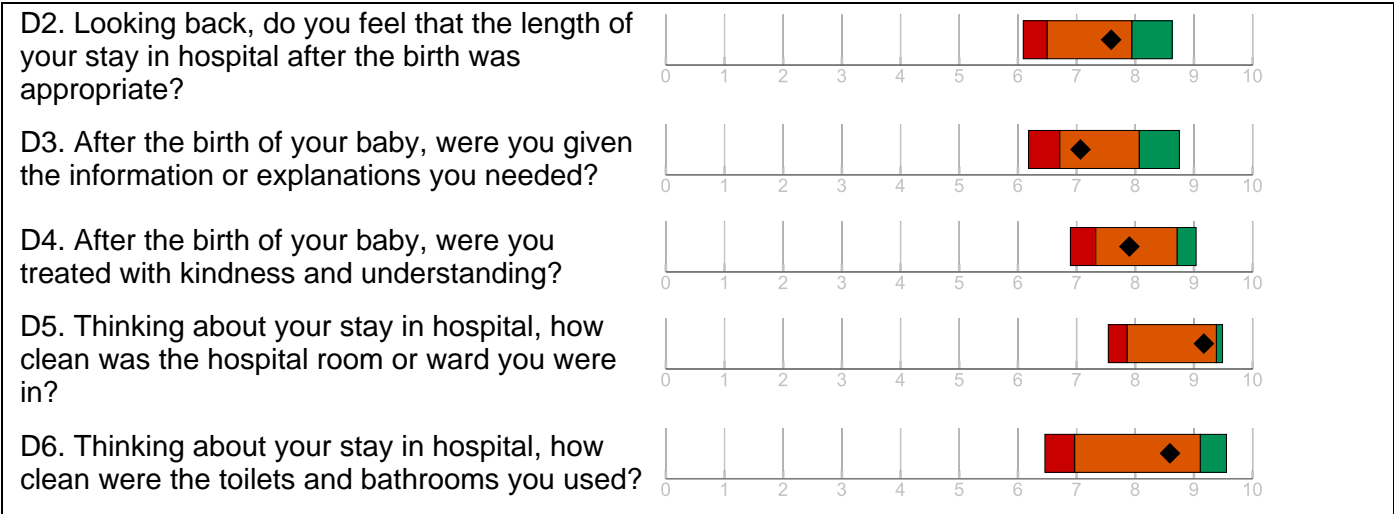 D2. Looking back, do you feel that the length of
your stay in hospital after the birth was
appropriate?
0 1 2 3 4 5 6 7 8 9 10
D3. After the birth of your baby, were you given
the information or explanations you needed?
0 1 2 3 4 5 6 7 8 9 10
D4. After the birth of your baby, were you
treated with kindness and understanding?
0 1 2 3 4 5 6 7 8 9 10
D5. Thinking about your stay in hospital, how
clean was the hospital room or ward you were
in?
0 1 2 3 4 5 6 7 8 9 10
D6. Thinking about your stay in hospital, how
clean were the toilets and bathrooms you used?
0 1 2 3 4 5 6 7 8 9 10